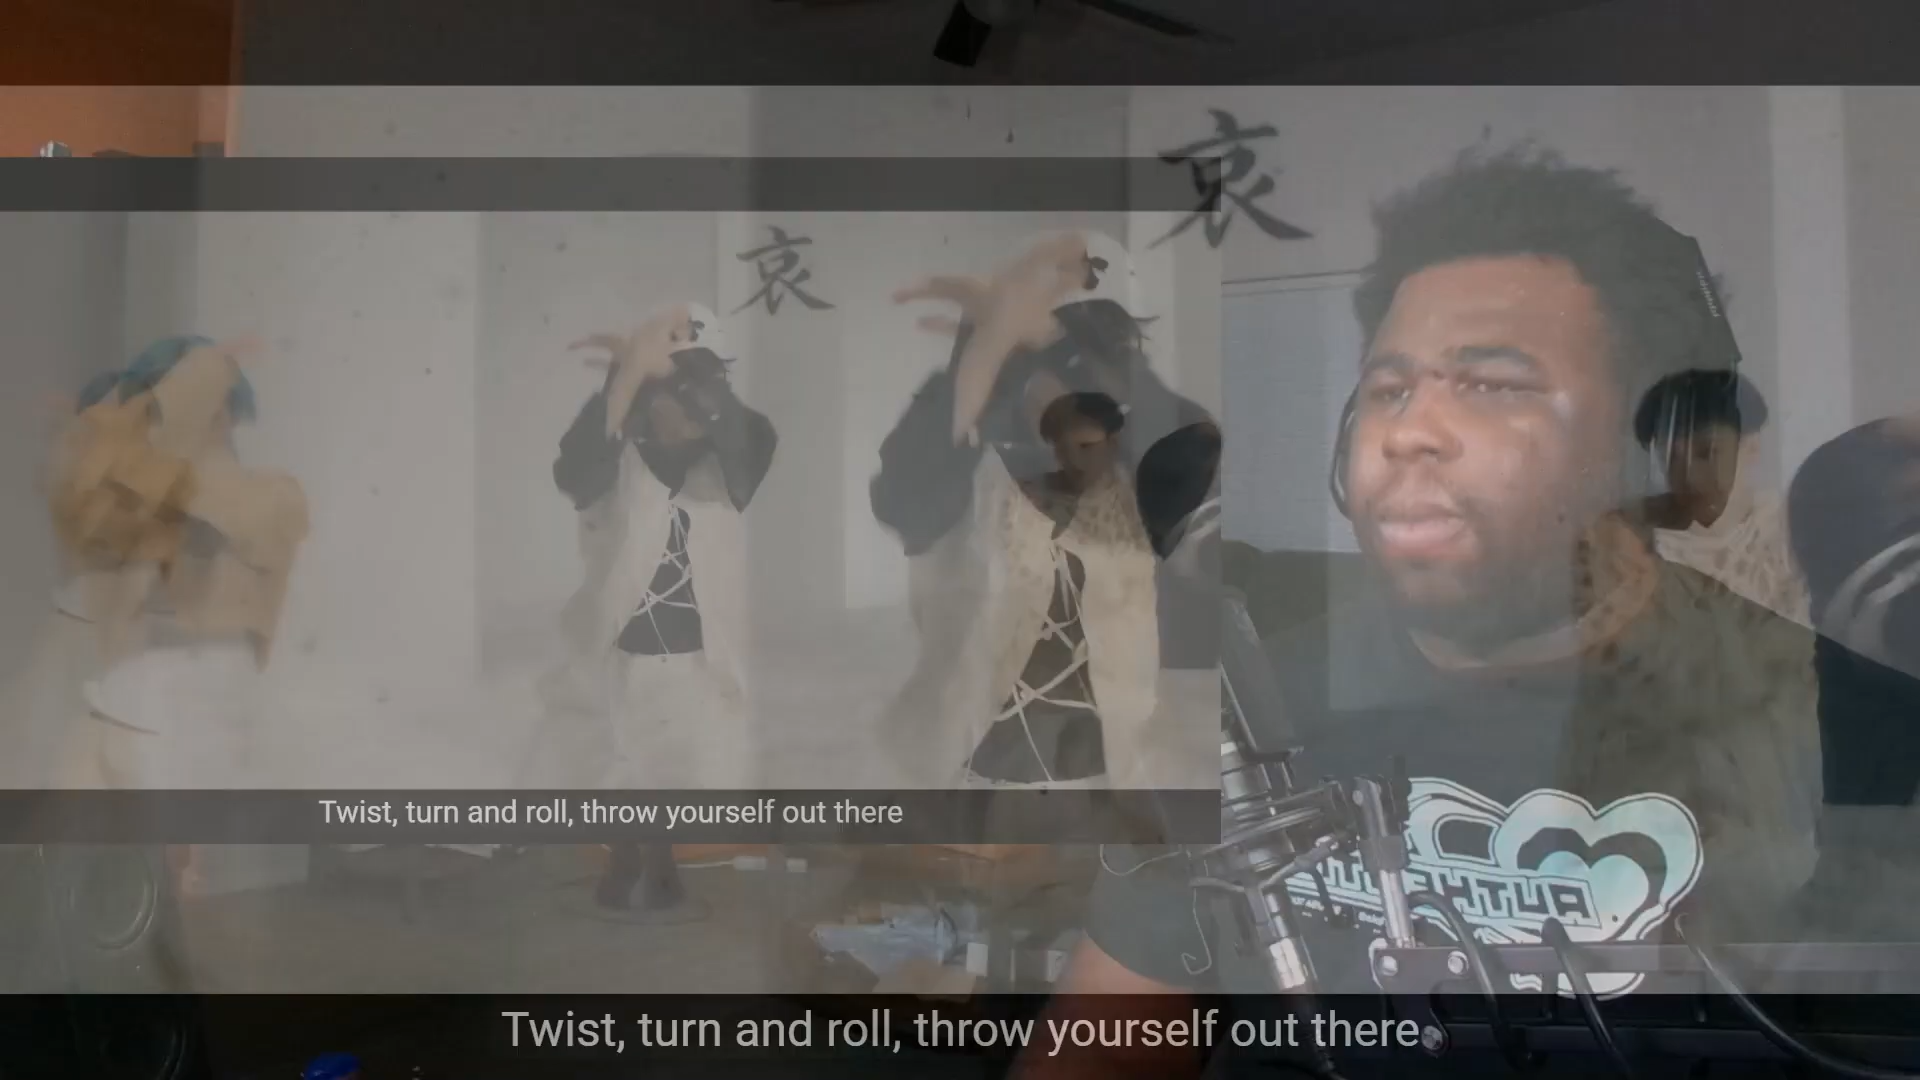 哀
哀
Twist, turn and roll, throw yourself out there
Twist, turn and roll, throw yourself out there